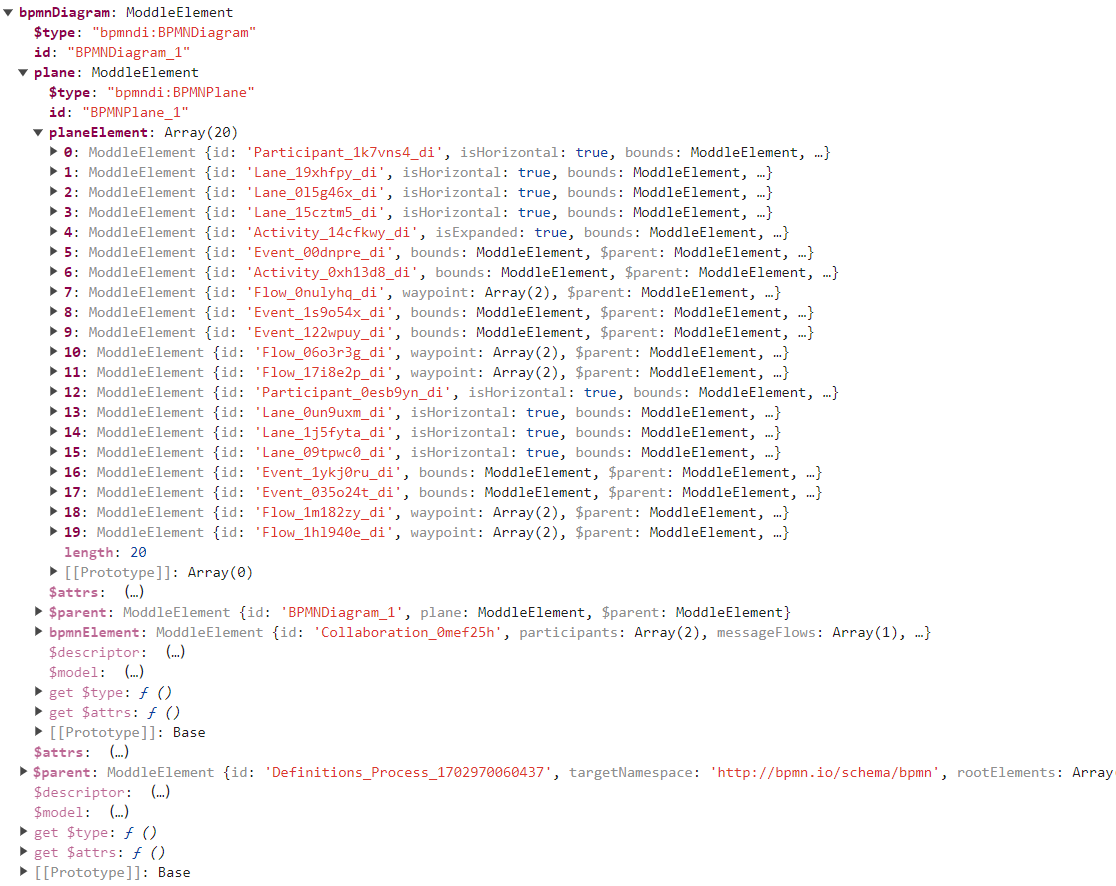 bpmnDiagram: ModdleElement
$type: "bpmndi:BPMNDiagram"
id: "BPMNDiagram_1"
plane: ModdleElement
$type: "bpmndi:BPMNPlane"
id: "BPMNPlane_1"
planeElement: Array(20)
0: ModdleElement {id: 'Participant_1k7vns4_di', isHorizontal: true, bounds: ModdleElement, …}
1: ModdleElement {id: 'Lane_19xhfpy_di', isHorizontal: true, bounds: ModdleElement, …}
2: ModdleElement {id: 'Lane_0l5g46x_di', isHorizontal: true, bounds: ModdleElement, …}
3: ModdleElement {id: 'Lane_15cztm5_di', isHorizontal: true, bounds: ModdleElement, …}
4: ModdleElement {id: 'Activity_14cfkwy_di', isExpanded: true, bounds: ModdleElement, …}
5: ModdleElement {id: 'Event_00dnpre_di', bounds: ModdleElement, $parent: ModdleElement, …}
6: ModdleElement {id: 'Activity_0xh13d8_di', bounds: ModdleElement, $parent: ModdleElement, …}
7: ModdleElement {id: 'Flow_0nulyhq_di', waypoint: Array(2), $parent: ModdleElement, …}
8: ModdleElement {id: 'Event_1s9o54x_di', bounds: ModdleElement, $parent: ModdleElement, …}
9: ModdleElement {id: 'Event_122wpuy_di', bounds: ModdleElement, $parent: ModdleElement, …}
10: ModdleElement {id: 'Flow_06o3r3g_di', waypoint: Array(2), $parent: ModdleElement, …}
11: ModdleElement {id: 'Flow_17i8e2p_di', waypoint: Array(2), $parent: ModdleElement, …}
12: ModdleElement {id: 'Participant_0esb9yn_di', isHorizontal: true, bounds: ModdleElement, …}
13: ModdleElement {id: 'Lane_0un9uxm_di', isHorizontal: true, bounds: ModdleElement, …}
14: ModdleElement {id: 'Lane_1j5fyta_di', isHorizontal: true, bounds: ModdleElement, …}
15: ModdleElement {id: 'Lane_09tpwc0_di', isHorizontal: true, bounds: ModdleElement, …}
16: ModdleElement {id: 'Event_1ykj0ru_di', bounds: ModdleElement, $parent: ModdleElement, …}
17: ModdleElement {id: 'Event_035o24t_di', bounds: ModdleElement, $parent: ModdleElement, …}
18: ModdleElement {id: 'Flow_1m182zy_di', waypoint: Array(2), $parent: ModdleElement, …}
19: ModdleElement {id: 'Flow_1hl940e_di', waypoint: Array(2), $parent: ModdleElement, …}
length: 20
[[Prototype]]: Array(0)
$attrs: (…)
$parent: ModdleElement {id: 'BPMNDiagram_1', plane: ModdleElement, $parent: ModdleElement}
bpmnElement: ModdleElement {id: 'Collaboration_0mef25h', participants: Array(2), messageFlows: Array(1), …}
$descriptor: (…)
$model: (…)
get $type: ƒ ()
get $attrs: ƒ ()
[[Prototype]]: Base
$attrs: (…)
$parent: ModdleElement {id: 'Definitions_Process_1702970060437', targetNamespace: 'http://bpmn.io/schema/bpmn', rootElements: Array
$descriptor: (…)
$model: (…)
get $type: ƒ ()
get $attrs: ƒ ()
[[Prototype]]: Base